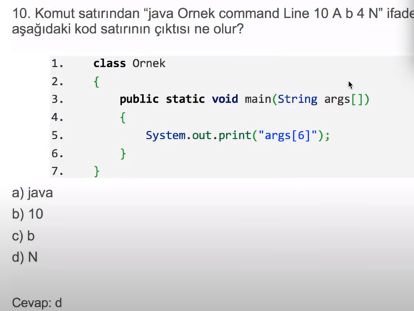 10. Komut satırından “java Ornek command Line 10 A b 4 N” ifade
aşağıdaki kod satırının çıktısı ne olur?
1. class Ornek
2. {
3. public static void main(String args[])
4. {
5. System.out.print("args[6]");
6. }
7. }
a) java
b) 10
c) b
d) N
Cevap: d